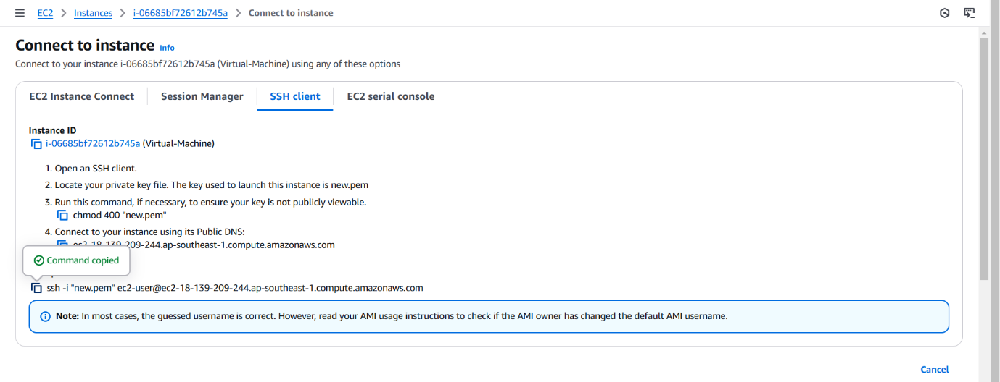 EC2 > Instances > i-06685bf72612b745a > Connect to instance
Connect to instance Info
Connect to your instance i-06685bf72612b745a (Virtual-Machine) using any of these options
EC2 Instance Connect Session Manager SSH client EC2 serial console
Instance ID
i-06685bf72612b745a (Virtual-Machine)
1. Open an SSH client.
2. Locate your private key file. The key used to launch this instance is new.pem
3. Run this command, if necessary, to ensure your key is not publicly viewable.
chmod 400 "new.pem"
4. Connect to your instance using its Public DNS:
ec2-18-139-209-244.ap-southeast-1.compute.amazonaws.com
Command copied
ssh -i "new.pem" ec2-user@ec2-18-139-209-244.ap-southeast-1.compute.amazonaws.com
Note: In most cases, the guessed username is correct. However, read your AMI usage instructions to check if the AMI owner has changed the default AMI username.
Cancel